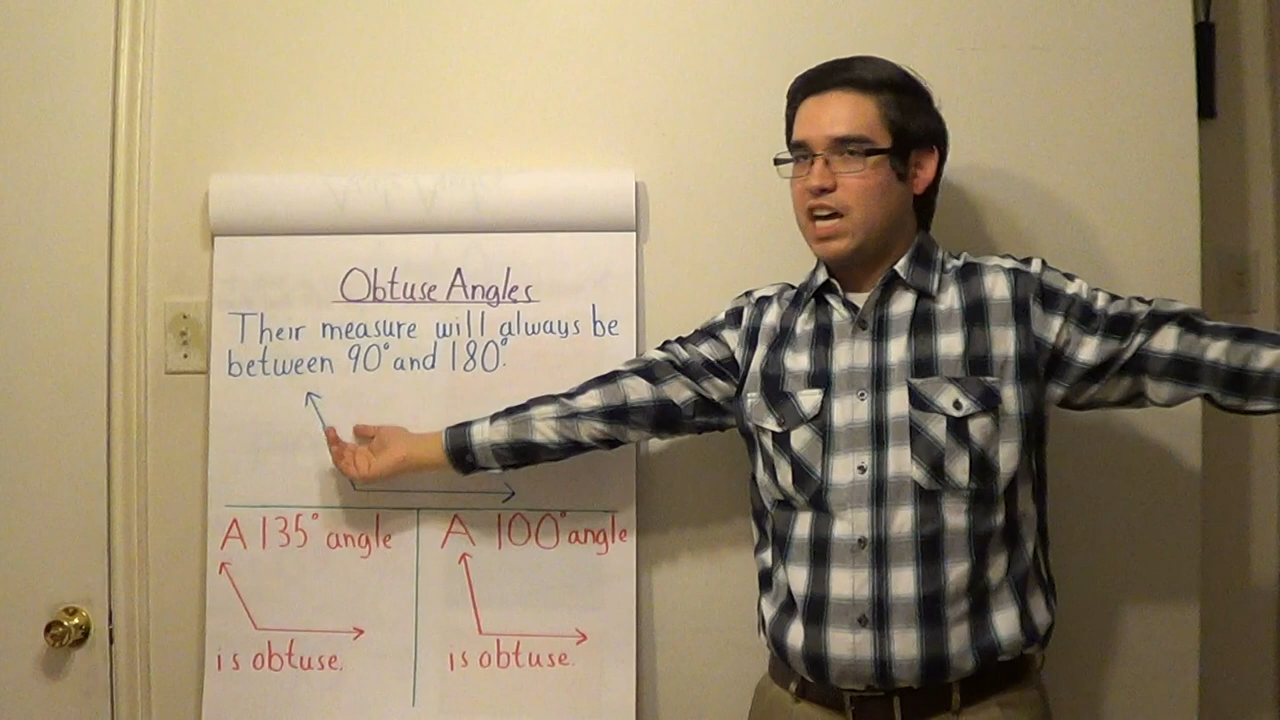 Obtuse Angles
Their measure will always be
between 90° and 180°.
A 135° angle
is obtuse.
A 100° angle
is obtuse.